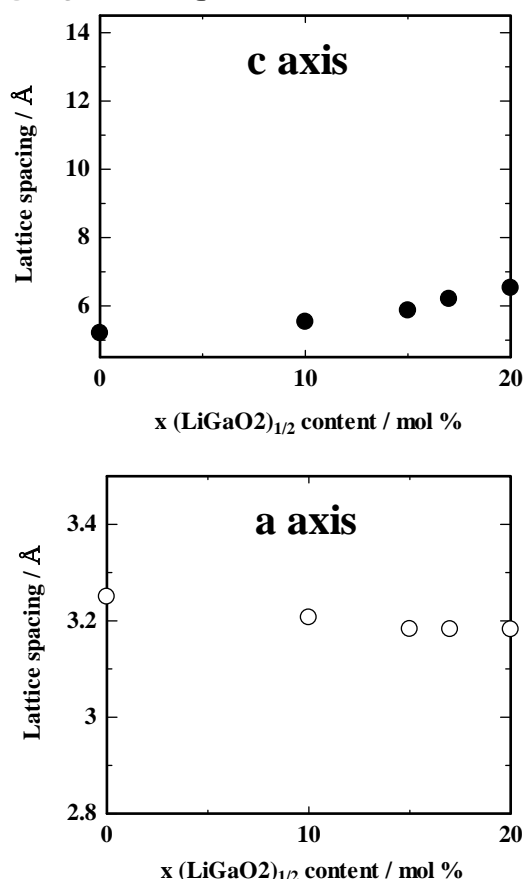 c axis
Lattice spacing / Å
14
12
10
8
6
0
10
20
x (LiGaO2)1/2 content / mol %
a axis
Lattice spacing / Å
3.4
3.2
3
2.8
0
10
20
x (LiGaO2)1/2 content / mol %